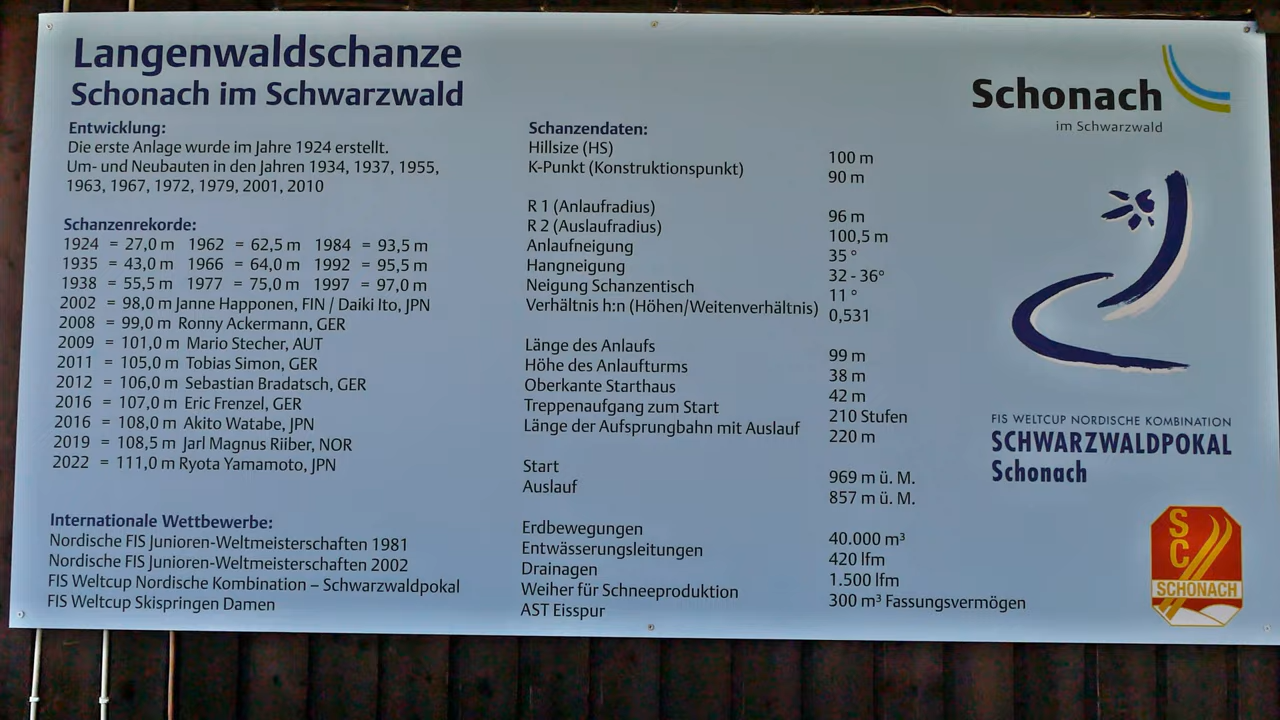 Langenwaldschanze
Schonach im Schwarzwald
Entwicklung:
Die erste Anlage wurde im Jahre 1924 erstellt.
Um- und Neubauten in den Jahren 1934, 1937, 1955,
1963, 1967, 1972, 1979, 2001, 2010
Schanzenrekorde:
1924 = 27,0 m 1962 = 62,5 m 1984 = 93,5 m
1935 = 43,0 m 1966 = 64,0 m 1992 = 95,5 m
1938 = 55,5 m 1977 = 75,0 m 1997 = 97,0 m
2002 = 98,0 m Janne Happonen, FIN / Daiki Ito, JPN
2008 = 99,0 m Ronny Ackermann, GER
2009 = 101,0 m Mario Stecher, AUT
2011 = 105,0 m Tobias Simon, GER
2012 = 106,0 m Sebastian Bradatsch, GER
2016 = 107,0 m Eric Frenzel, GER
2016 = 108,0 m Akito Watabe, JPN
2019 = 108,5 m Jarl Magnus Riiber, NOR
2022 = 111,0 m Ryota Yamamoto, JPN
Internationale Wettbewerbe:
Nordische FIS Junioren-Weltmeisterschaften 1981
Nordische FIS Junioren-Weltmeisterschaften 2002
FIS Weltcup Nordische Kombination – Schwarzwaldpokal
FIS Weltcup Skispringen Damen
Schanzendaten:
Hillsize (HS) 100 m
K-Punkt (Konstruktionspunkt) 90 m
R 1 (Anlaufradius) 96 m
R 2 (Auslaufradius) 100,5 m
Anlaufneigung 35 °
Hangneigung 32 - 36°
Neigung Schanzentisch 11 °
Verhältnis h:n (Höhen/Weitenverhältnis) 0,531
Länge des Anlaufs 99 m
Höhe des Anlaufturms 38 m
Oberkante Starthaus 42 m
Treppenaufgang zum Start 210 Stufen
Länge der Aufsprungbahn mit Auslauf 220 m
Start 969 m ü. M.
Auslauf 857 m ü. M.
Erdbewegungen 40.000 m³
Entwässerungsleitungen 420 lfm
Drainagen 1.500 lfm
Weiher für Schneeproduktion 300 m³ Fassungsvermögen
AST Eisspur
Schonach
im Schwarzwald
FIS WELTCUP NORDISCHE KOMBINATION
SCHWARZWALDPOKAL
Schonach
SC
SCHONACH